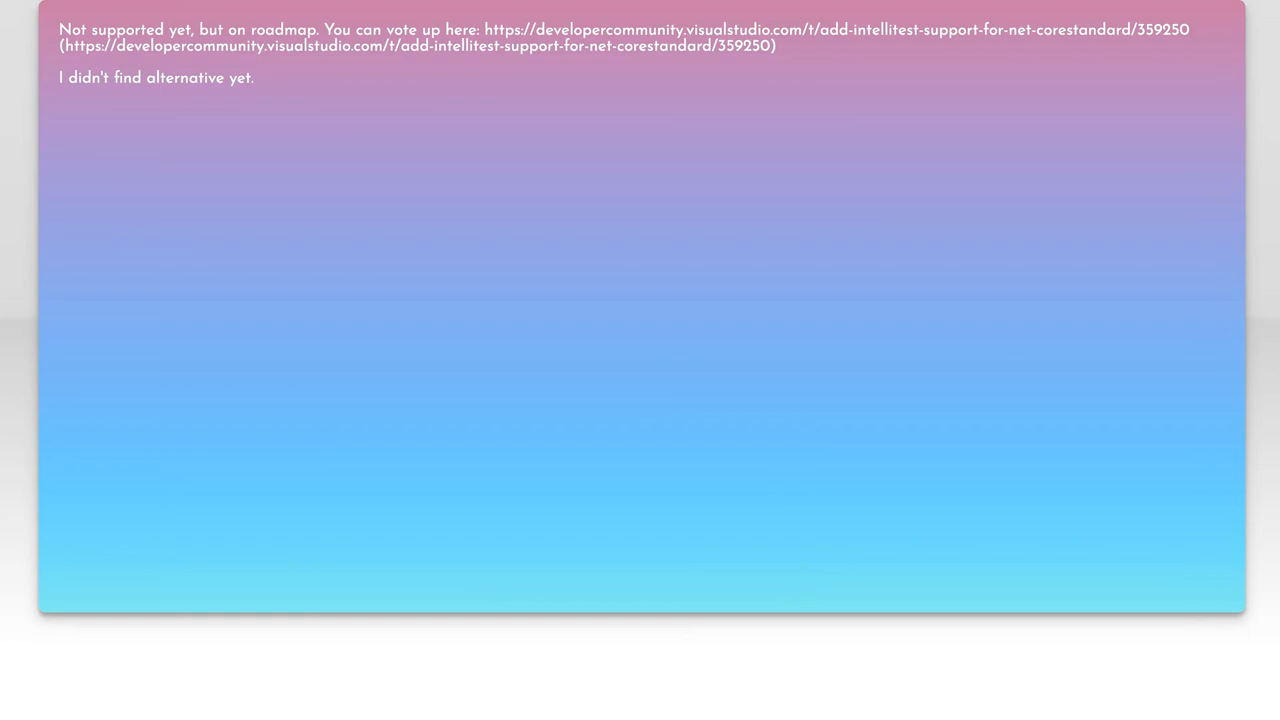 Not supported yet, but on roadmap. You can vote up here: https://developercommunity.visualstudio.com/t/add-intellitest-support-for-net-corestandard/359250
(https://developercommunity.visualstudio.com/t/add-intellitest-support-for-net-corestandard/359250)
I didn't find alternative yet.